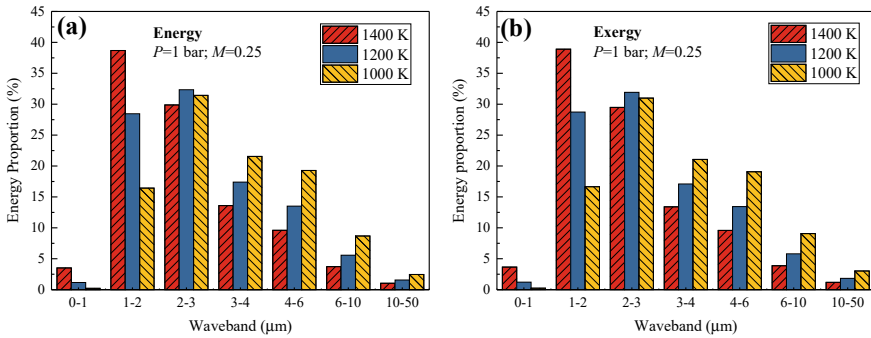 (a)
Energy
P=1 bar; M=0.25
1400 K
1200 K
1000 K
Energy Proportion (%)
45
40
35
30
25
20
15
10
5
0
0-1 1-2 2-3 3-4 4-6 6-10 10-50
Waveband (μm)
(b)
Exergy
P=1 bar; M=0.25
1400 K
1200 K
1000 K
Energy proportion (%)
45
40
35
30
25
20
15
10
5
0
0-1 1-2 2-3 3-4 4-6 6-10 10-50
Waveband (μm)